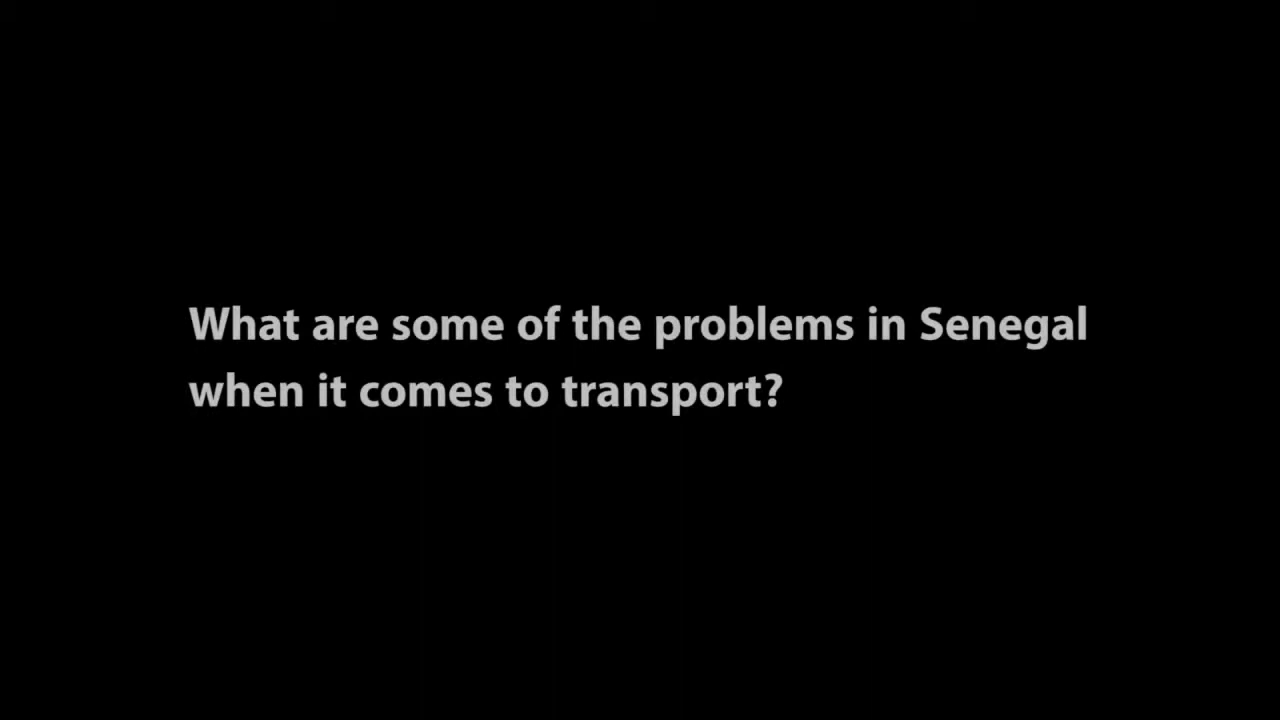 What are some of the problems in Senegal
when it comes to transport?